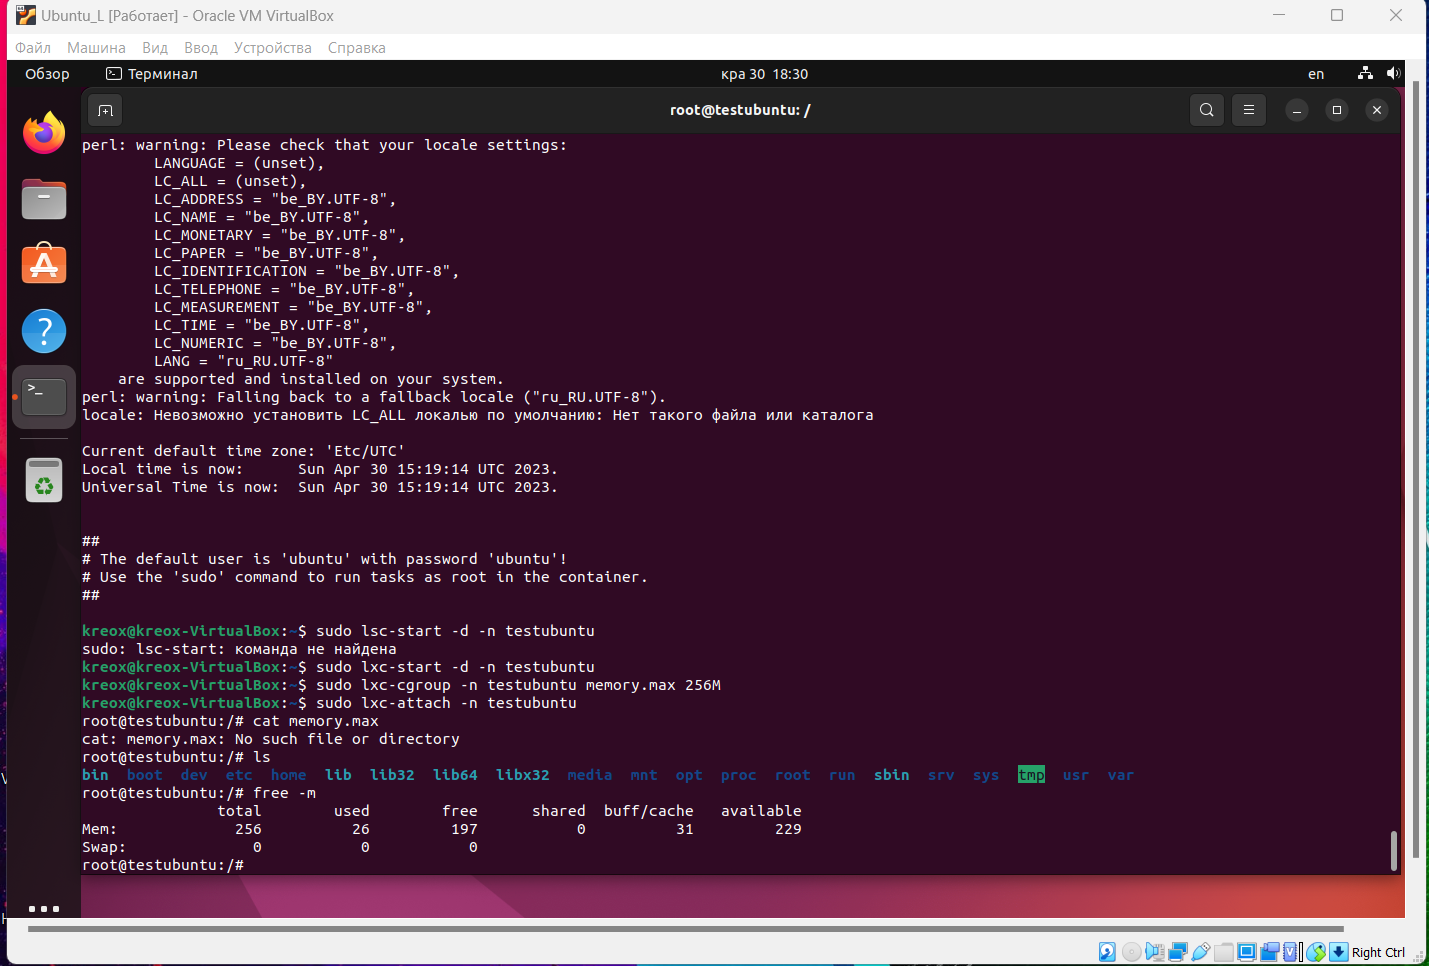 Ubuntu_L [Работает] - Oracle VM VirtualBox
Файл Машина Вид Ввод Устройства Справка
Обзор Терминал кра 30 18:30 en
root@testubuntu: /
perl: warning: Please check that your locale settings:
LANGUAGE = (unset),
LC_ALL = (unset),
LC_ADDRESS = "be_BY.UTF-8",
LC_NAME = "be_BY.UTF-8",
LC_MONETARY = "be_BY.UTF-8",
LC_PAPER = "be_BY.UTF-8",
LC_IDENTIFICATION = "be_BY.UTF-8",
LC_TELEPHONE = "be_BY.UTF-8",
LC_MEASUREMENT = "be_BY.UTF-8",
LC_TIME = "be_BY.UTF-8",
LC_NUMERIC = "be_BY.UTF-8",
LANG = "ru_RU.UTF-8"
are supported and installed on your system.
perl: warning: Falling back to a fallback locale ("ru_RU.UTF-8").
locale: Невозможно установить LC_ALL локалью по умолчанию: Нет такого файла или каталога
Current default time zone: 'Etc/UTC'
Local time is now:      Sun Apr 30 15:19:14 UTC 2023.
Universal Time is now:  Sun Apr 30 15:19:14 UTC 2023.
##
# The default user is 'ubuntu' with password 'ubuntu'!
# Use the 'sudo' command to run tasks as root in the container.
##
kreox@kreox-VirtualBox:~$ sudo lsc-start -d -n testubuntu
sudo: lsc-start: команда не найдена
kreox@kreox-VirtualBox:~$ sudo lxc-start -d -n testubuntu
kreox@kreox-VirtualBox:~$ sudo lxc-cgroup -n testubuntu memory.max 256M
kreox@kreox-VirtualBox:~$ sudo lxc-attach -n testubuntu
root@testubuntu:/# cat memory.max
cat: memory.max: No such file or directory
root@testubuntu:/# ls
bin boot dev etc home lib lib32 lib64 libx32 media mnt opt proc root run sbin srv sys tmp usr var
root@testubuntu:/# free -m
total used free shared buff/cache available
Mem: 256 26 197 0 31 229
Swap: 0 0 0
root@testubuntu:/#
Right Ctrl